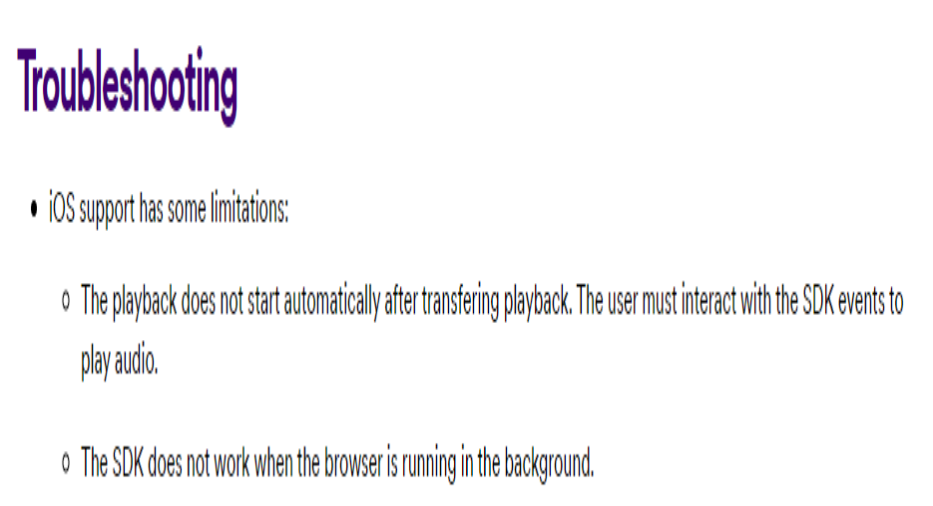 Troubleshooting
• iOS support has some limitations:
○ The playback does not start automatically after transfering playback. The user must interact with the SDK events to
play audio.
○ The SDK does not work when the browser is running in the background.